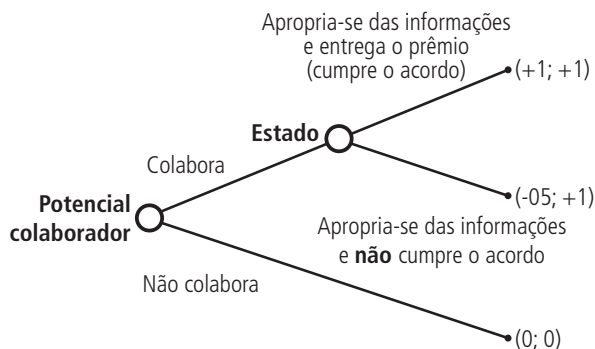 Apropria-se das informações
e entrega o prêmio
(cumpre o acordo)
(+1; +1)
Estado
Colabora
(-05; +1)
Potencial
colaborador
Apropria-se das informações
e não cumpre o acordo
Não colabora
(0; 0)